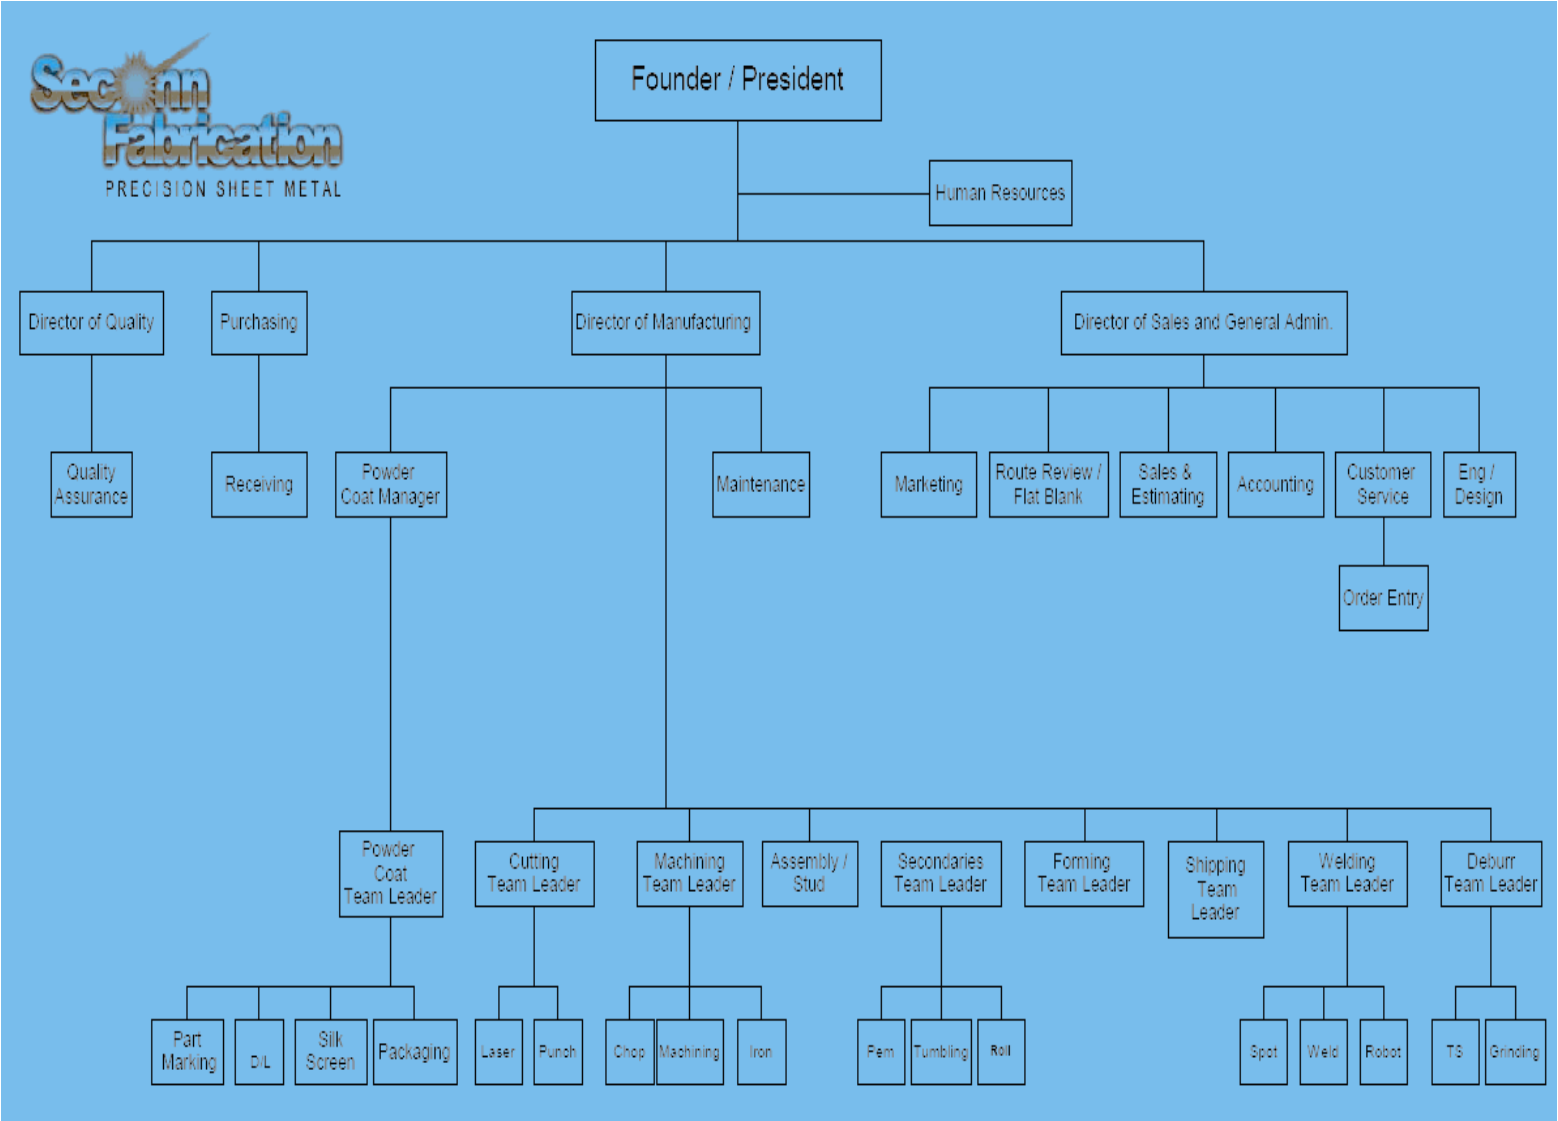 Seconn
Fabrication
PRECISION SHEET METAL
Founder / President
Human Resources
Director of Quality
Purchasing
Director of Manufacturing
Director of Sales and General Admin.
Quality
Assurance
Receiving
Powder
Coat Manager
Maintenance
Marketing
Route Review /
Flat Blank
Sales &
Estimating
Accounting
Customer
Service
Eng /
Design
Order Entry
Powder
Coat
Team Leader
Cutting
Team Leader
Machining
Team Leader
Assembly /
Stud
Secondaries
Team Leader
Forming
Team Leader
Shipping
Team
Leader
Welding
Team Leader
Deburr
Team Leader
Part
Marking
D/L
Silk
Screen
Packaging
Laser
Punch
Chop
Machining
Iron
Pem
Tumbling
Roll
Spot
Weld
Robot
TS
Grinding